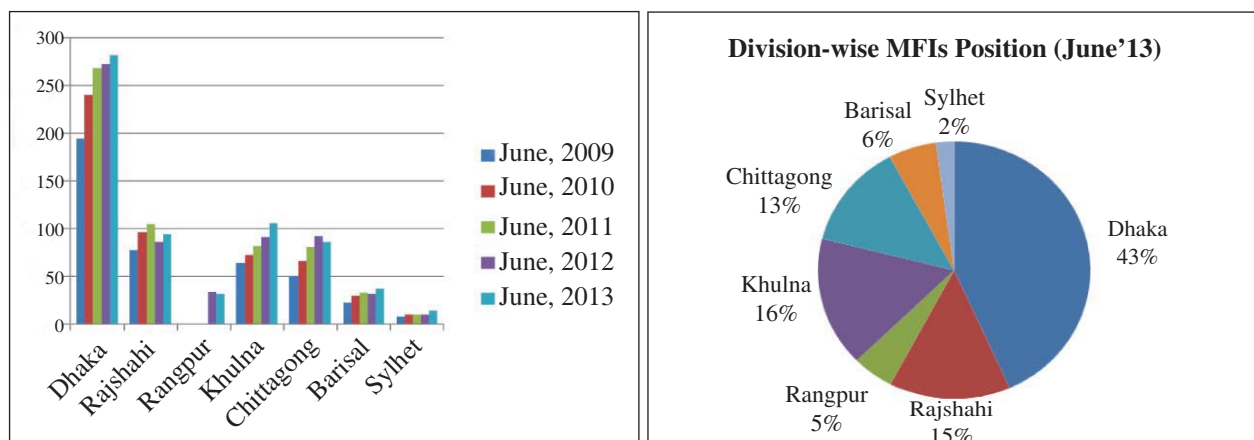 300
250
200
150
100
50
0
Dhaka
Rajshahi
Rangpur
Khulna
Chittagong
Barisal
Sylhet
June, 2009
June, 2010
June, 2011
June, 2012
June, 2013
Division-wise MFIs Position (June'13)
Sylhet
2%
Barisal
6%
Chittagong
13%
Dhaka
43%
Khulna
16%
Rangpur
5%
Rajshahi
15%